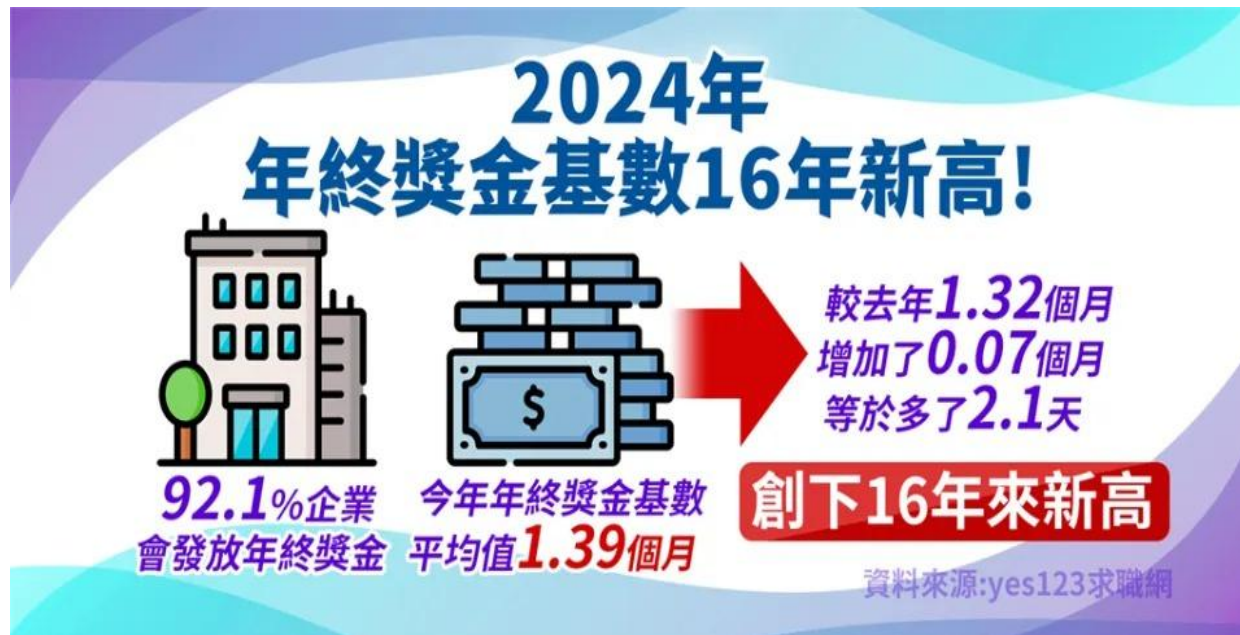 2024年
年終獎金基數16年新高!
$
92.1%企業
會發放年終獎金
今年年終獎金基數
平均值1.39個月
較去年1.32個月
增加了0.07個月
等於多了2.1天
創下16年來新高
資料來源:yes123求職網